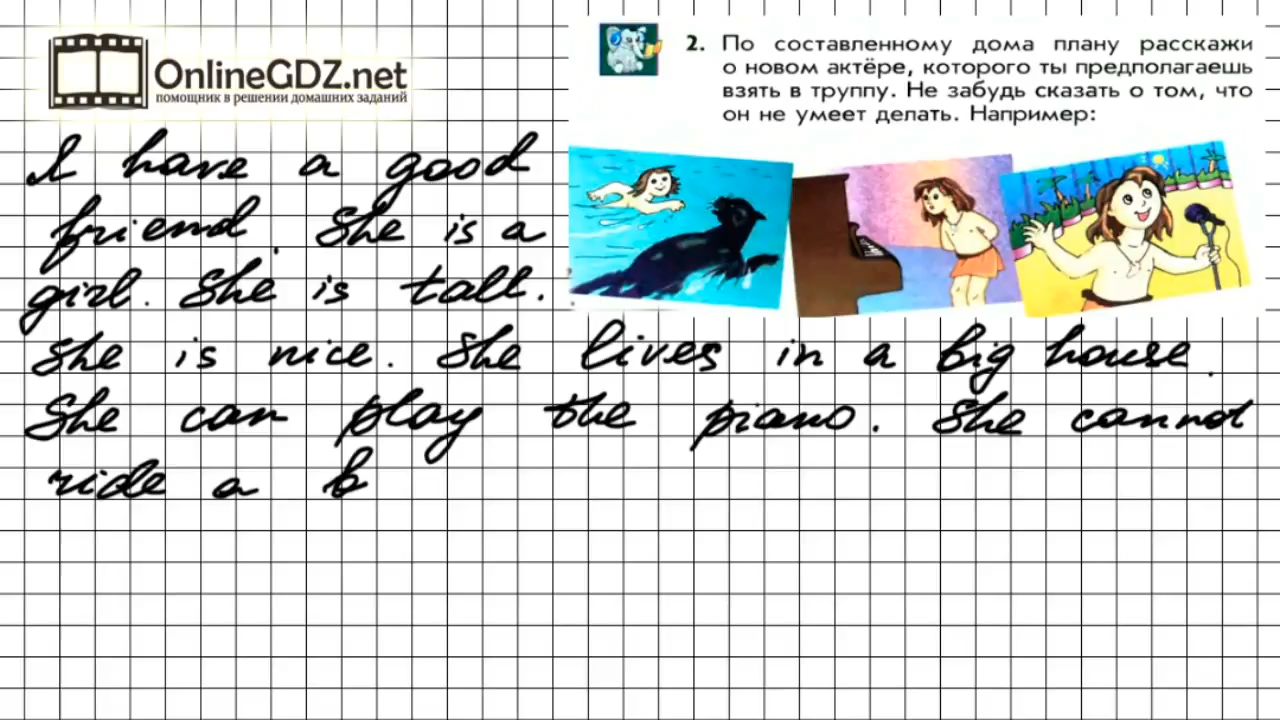 OnlineGDZ.net
помощник в решении домашних заданий
2. По составленному дома плану расскажи
о новом актёре, которого ты предполагаешь
взять в труппу. Не забудь сказать о том, что
он не умеет делать. Например:
I have a good
friend. She is a
girl. She is tall.
She is nice. She lives in a big house.
She can play the piano. She cannot
ride a b